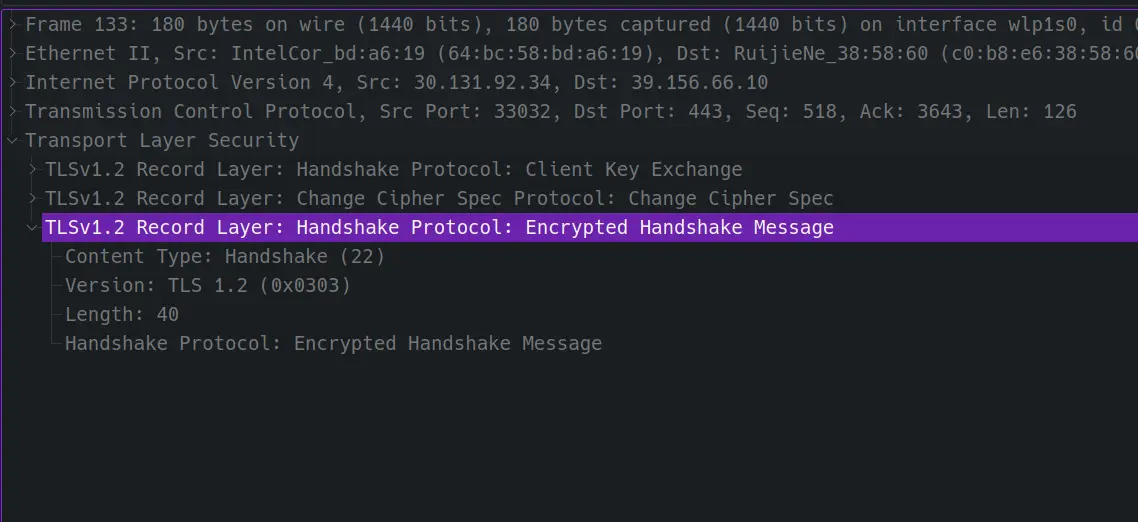 Frame 133: 180 bytes on wire (1440 bits), 180 bytes captured (1440 bits) on interface wlp1s0, id
Ethernet II, Src: IntelCor_bd:a6:19 (64:bc:58:bd:a6:19), Dst: RuijieNe_38:58:60 (c0:b8:e6:38:58:60
Internet Protocol Version 4, Src: 30.131.92.34, Dst: 39.156.66.10
Transmission Control Protocol, Src Port: 33032, Dst Port: 443, Seq: 518, Ack: 3643, Len: 126
Transport Layer Security
TLSv1.2 Record Layer: Handshake Protocol: Client Key Exchange
TLSv1.2 Record Layer: Change Cipher Spec Protocol: Change Cipher Spec
TLSv1.2 Record Layer: Handshake Protocol: Encrypted Handshake Message
Content Type: Handshake (22)
Version: TLS 1.2 (0x0303)
Length: 40
Handshake Protocol: Encrypted Handshake Message